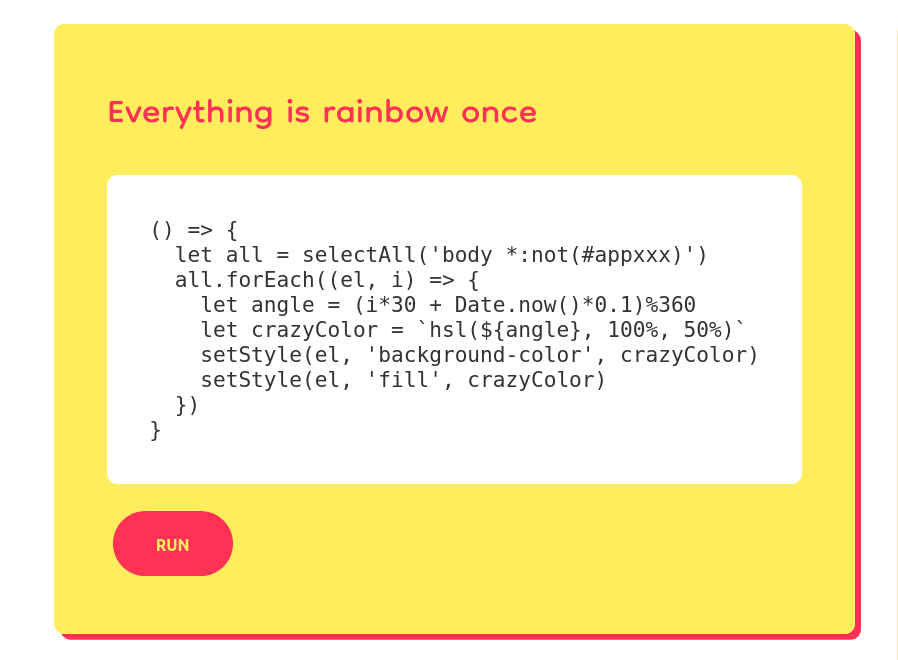 Everything is rainbow once
() => {
  let all = selectAll('body *:not(#appxxx)')
  all.forEach((el, i) => {
    let angle = (i*30 + Date.now()*0.1)%360
    let crazyColor = `hsl(${angle}, 100%, 50%)`
    setStyle(el, 'background-color', crazyColor)
    setStyle(el, 'fill', crazyColor)
  })
}
RUN